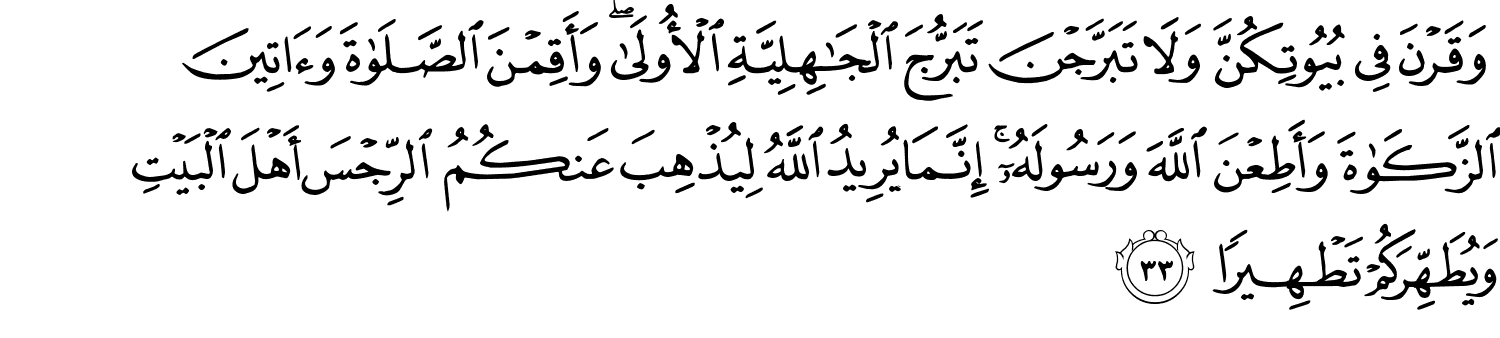 وَقَرْنَ فِى بُيُوتِكُنَّ وَلَا تَبَرَّجْنَ تَبَرُّجَ ٱلْجَـٰهِلِيَّةِ ٱلْأُولَىٰ ۖ وَأَقِمْنَ ٱلصَّلَوٰةَ وَءَاتِينَ
ٱلزَّكَوٰةَ وَأَطِعْنَ ٱللَّهَ وَرَسُولَهُۥٓ ۚ إِنَّمَا يُرِيدُ ٱللَّهُ لِيُذْهِبَ عَنكُمُ ٱلرِّجْسَ أَهْلَ ٱلْبَيْتِ
وَيُطَهِّرَكُمْ تَطْهِيرًا ٣٣